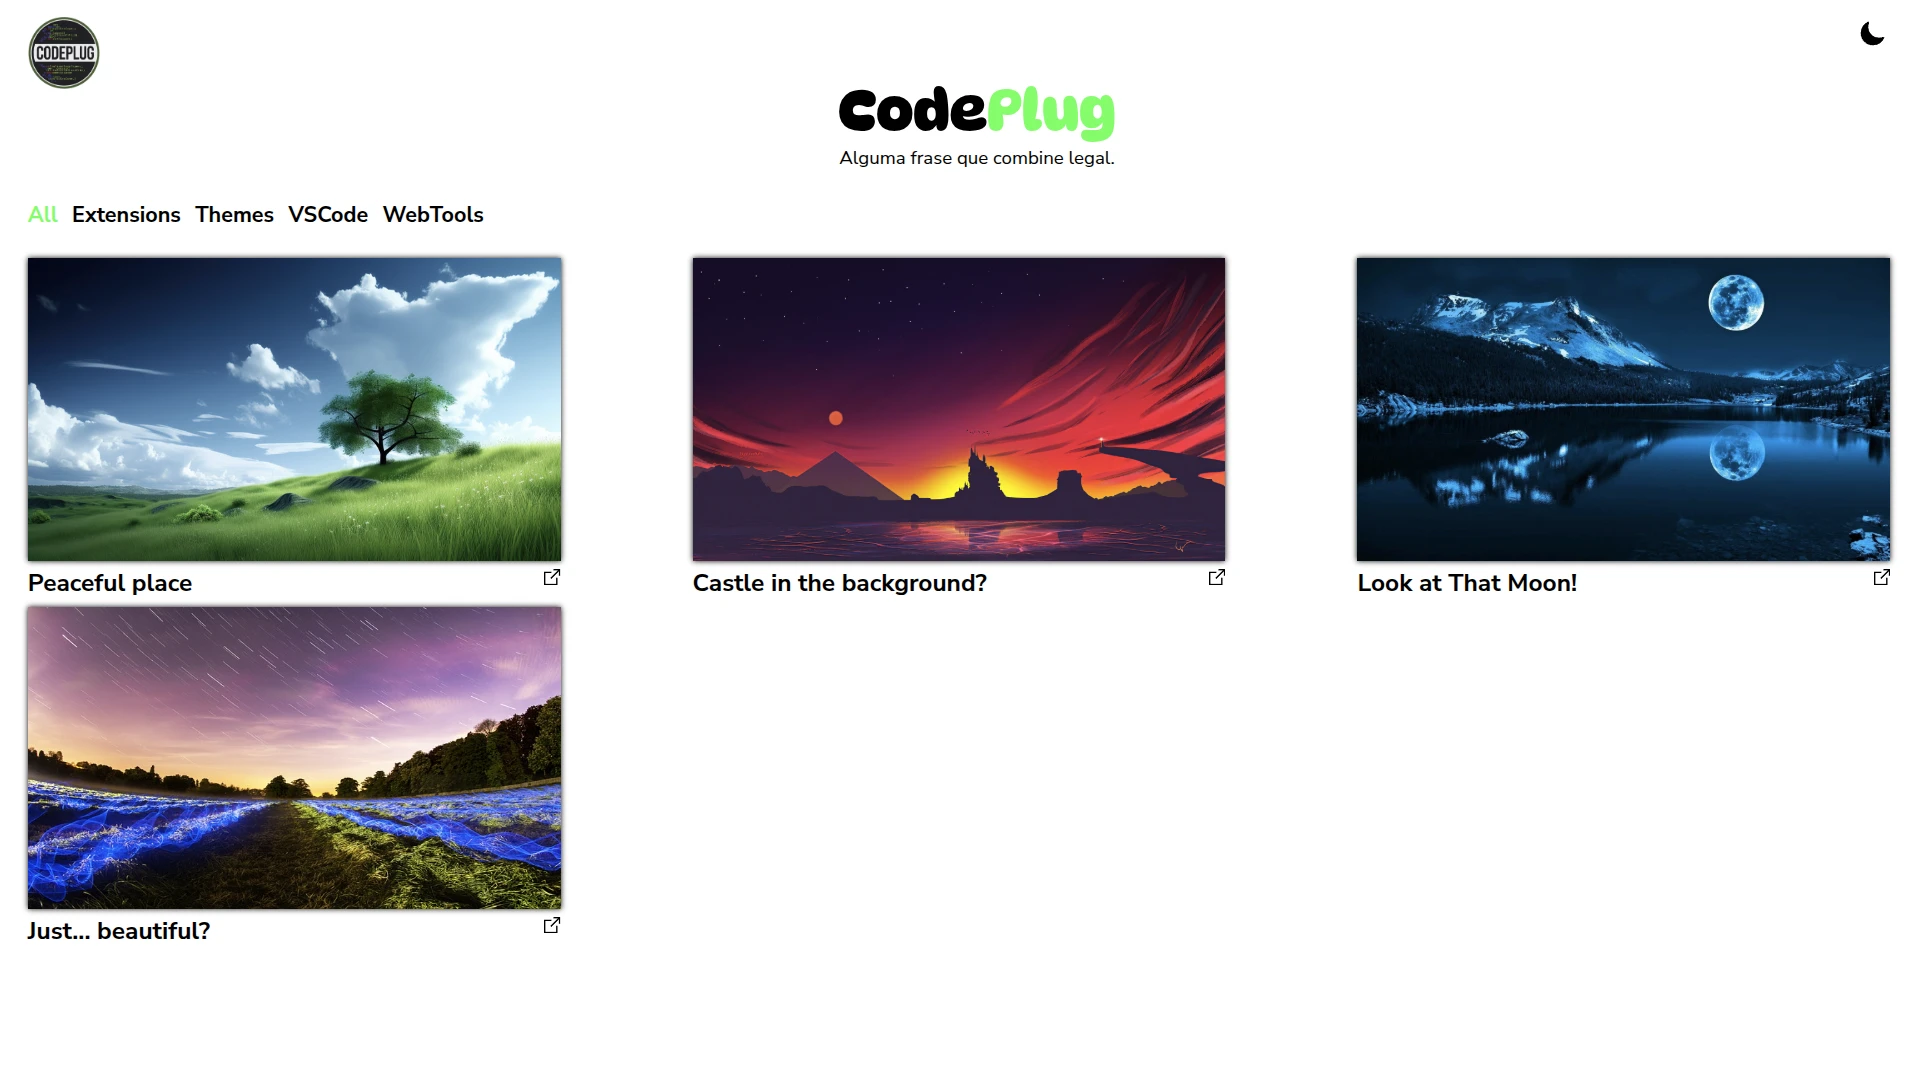 CODEPLUG
CodePlug
Alguma frase que combine legal.
All Extensions Themes VSCode WebTools
Peaceful place
Castle in the background?
Look at That Moon!
Just... beautiful?